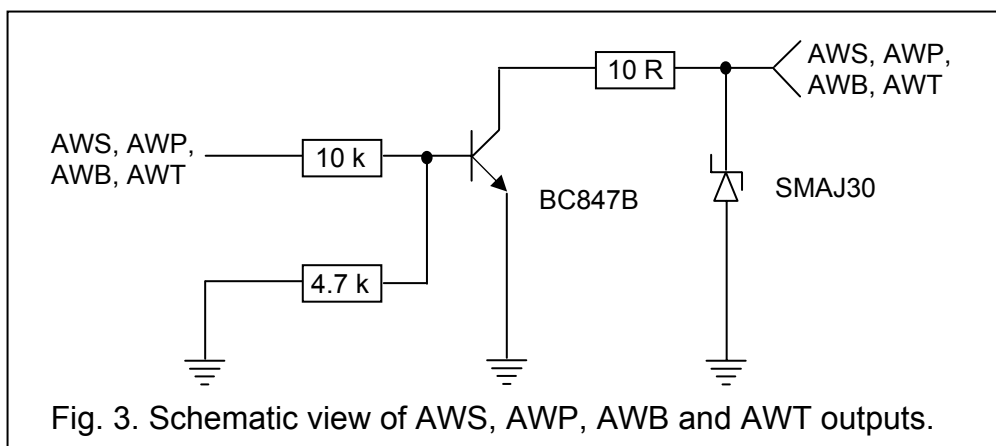 10 R
AWS, AWP,
AWB, AWT
AWS, AWP,
AWB, AWT
10 k
BC847B
SMAJ30
4.7 k
Fig. 3. Schematic view of AWS, AWP, AWB and AWT outputs.